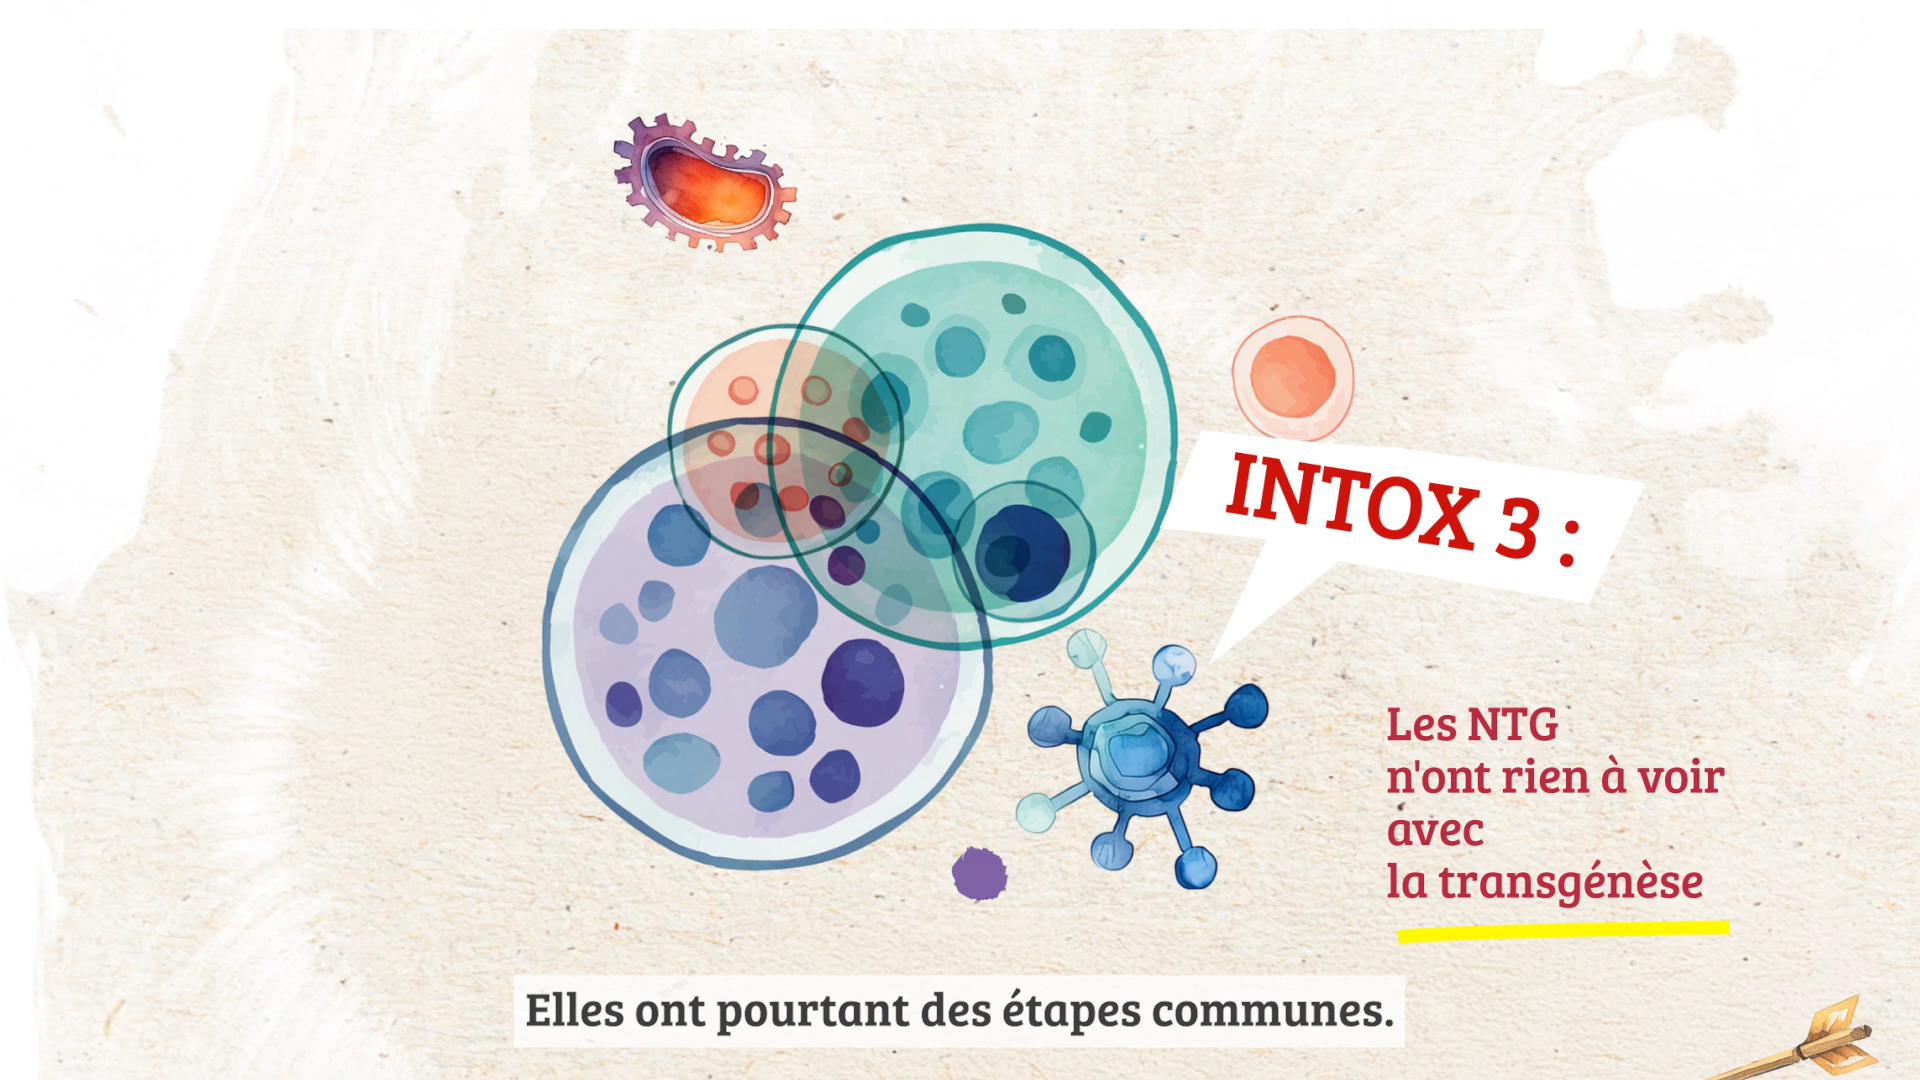 INTOX 3 :
Les NTG
n'ont rien à voir
avec
la transgénèse
Elles ont pourtant des étapes communes.